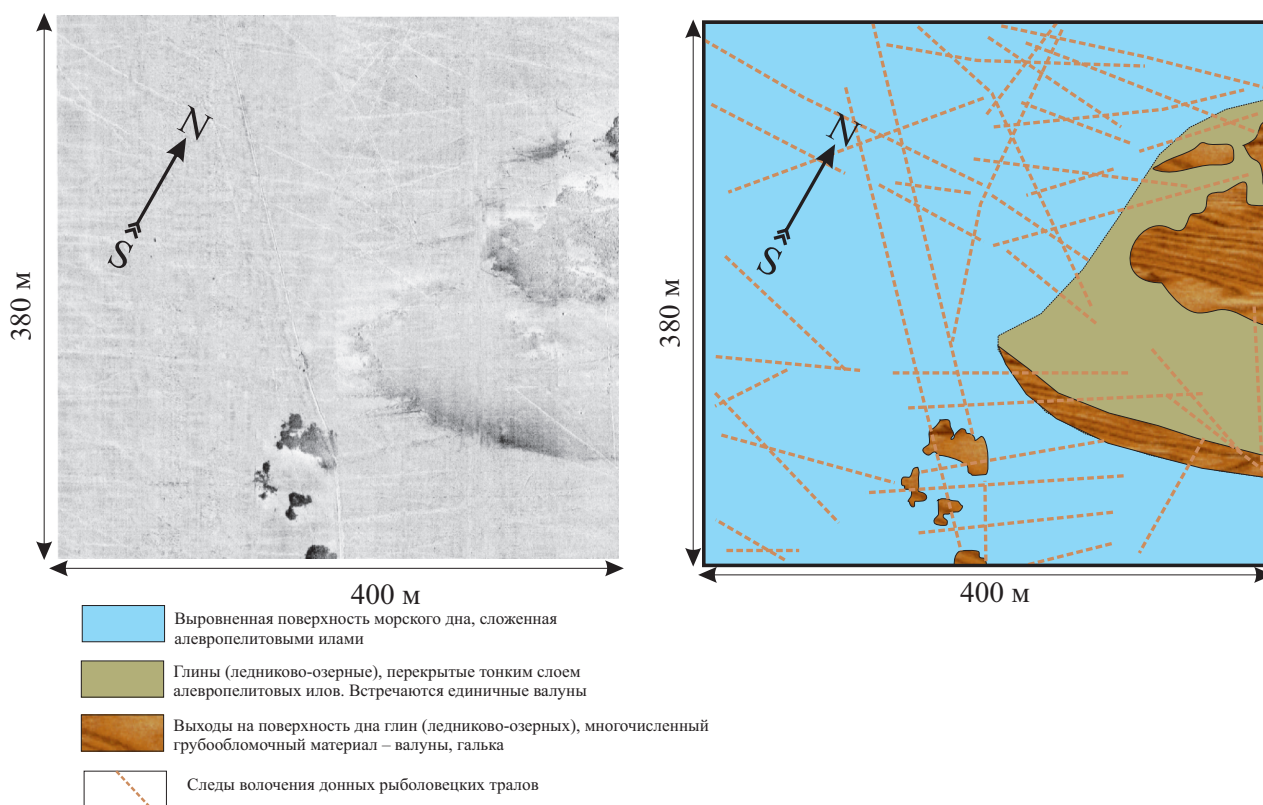 N
S
380 м
400 м
N
S
380 м
400 м
Выровненная поверхность морского дна, сложенная
алевропелитовыми илами
Глины (ледниково-озерные), перекрытые тонким слоем
алевропелитовых илов. Встречаются единичные валуны
Выходы на поверхность дна глин (ледниково-озерных), многочисленный
грубообломочный материал – валуны, галька
Следы волочения донных рыболовецких тралов